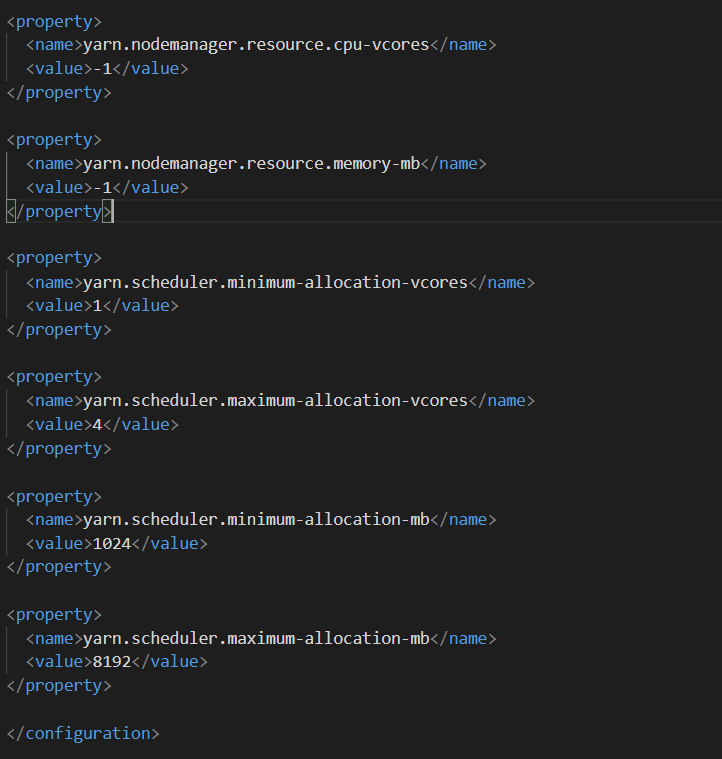 <property>
<name>yarn.nodemanager.resource.cpu-vcores</name>
<value>-1</value>
</property>
<property>
<name>yarn.nodemanager.resource.memory-mb</name>
<value>-1</value>
</property>
<property>
<name>yarn.scheduler.minimum-allocation-vcores</name>
<value>1</value>
</property>
<property>
<name>yarn.scheduler.maximum-allocation-vcores</name>
<value>4</value>
</property>
<property>
<name>yarn.scheduler.minimum-allocation-mb</name>
<value>1024</value>
</property>
<property>
<name>yarn.scheduler.maximum-allocation-mb</name>
<value>8192</value>
</property>
</configuration>